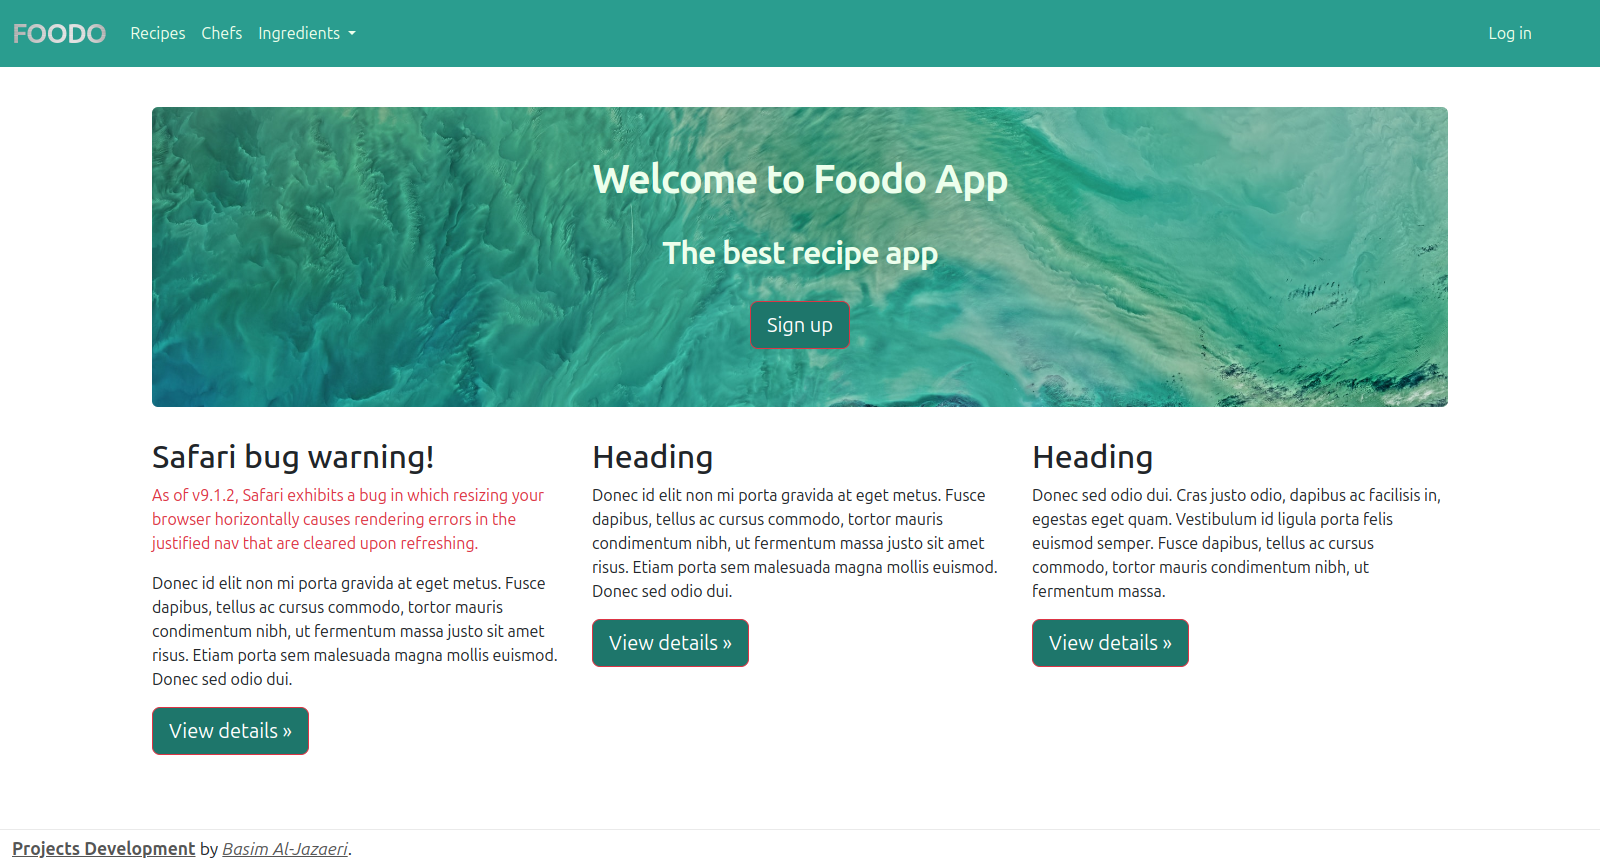 FOODO Recipes Chefs Ingredients Log in
Welcome to Foodo App
The best recipe app
Sign up
Safari bug warning!
As of v9.1.2, Safari exhibits a bug in which resizing your
browser horizontally causes rendering errors in the
justified nav that are cleared upon refreshing.
Donec id elit non mi porta gravida at eget metus. Fusce
dapibus, tellus ac cursus commodo, tortor mauris
condimentum nibh, ut fermentum massa justo sit amet
risus. Etiam porta sem malesuada magna mollis euismod.
Donec sed odio dui.
View details »
Heading
Donec id elit non mi porta gravida at eget metus. Fusce
dapibus, tellus ac cursus commodo, tortor mauris
condimentum nibh, ut fermentum massa justo sit amet
risus. Etiam porta sem malesuada magna mollis euismod.
Donec sed odio dui.
View details »
Heading
Donec sed odio dui. Cras justo odio, dapibus ac facilisis in,
egestas eget quam. Vestibulum id ligula porta felis
euismod semper. Fusce dapibus, tellus ac cursus
commodo, tortor mauris condimentum nibh, ut
fermentum massa.
View details »
Projects Development by Basim Al-Jazaeri.